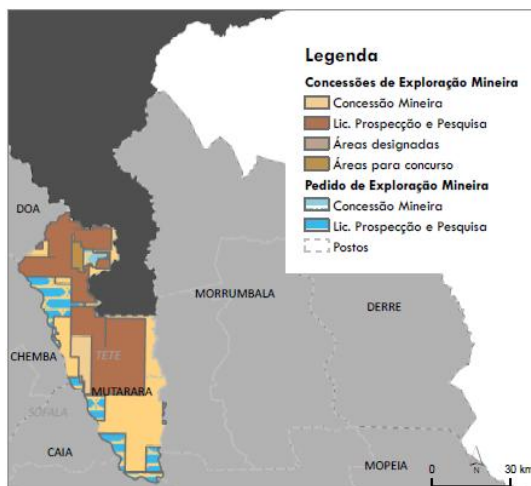 Legenda
Concessões de Exploração Mineira
Concessão Mineira
Lic. Prospecção e Pesquisa
Áreas designadas
Áreas para concurso
Pedido de Exploração Mineira
Concessão Mineira
Lic. Prospecção e Pesquisa
Postos
DOA
MORRUMBALA
DERRE
CHEMBA
TETE
MUTARARA
SOFALA
CAIA
MOPEIA
N
0 30 km